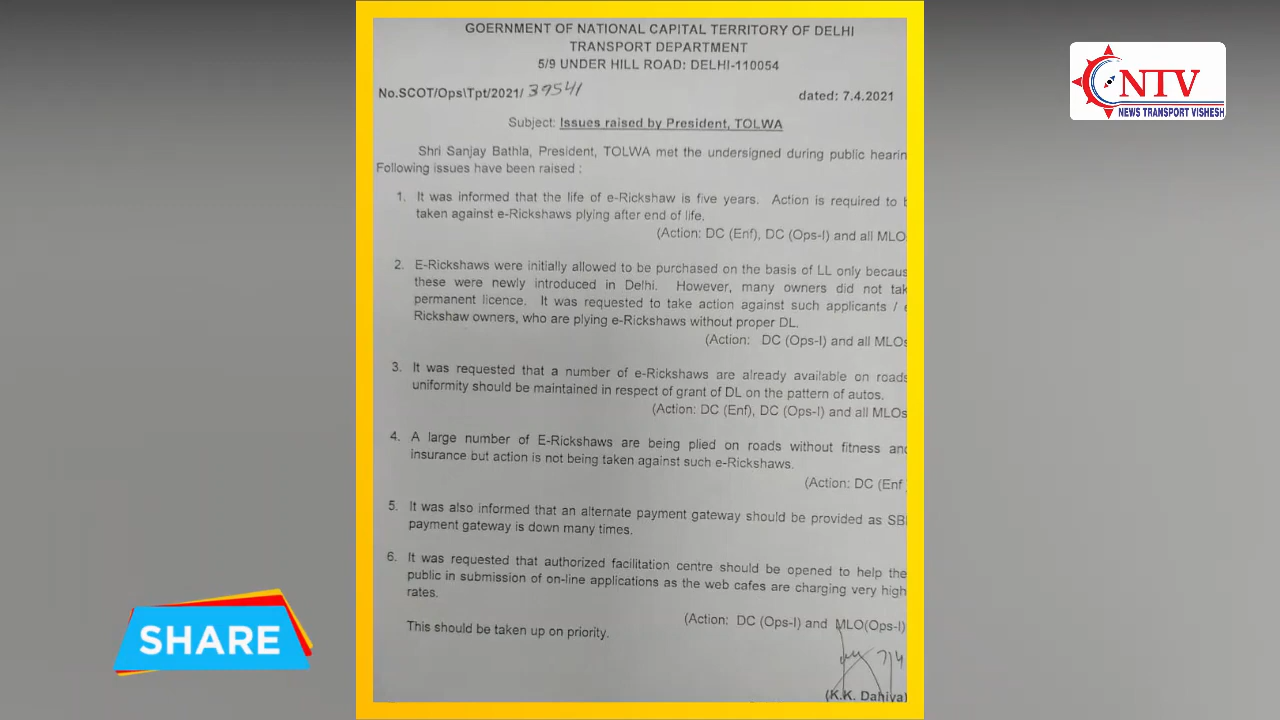 GOERNMENT OF NATIONAL CAPITAL TERRITORY OF DELHI
TRANSPORT DEPARTMENT
5/9 UNDER HILL ROAD: DELHI-110054
No.SCOT/Ops\Tpt/2021/ 39541
dated: 7.4.2021
Subject: Issues raised by President, TOLWA
Shri Sanjay Bathla, President, TOLWA met the undersigned during public hearin
Following issues have been raised :
1. It was informed that the life of e-Rickshaw is five years. Action is required to b
taken against e-Rickshaws plying after end of life.
(Action: DC (Enf), DC (Ops-I) and all MLO
2. E-Rickshaws were initially allowed to be purchased on the basis of LL only becaus
these were newly introduced in Delhi. However, many owners did not tak
permanent licence. It was requested to take action against such applicants / e
Rickshaw owners, who are plying e-Rickshaws without proper DL.
(Action: DC (Ops-I) and all MLOs
3. It was requested that a number of e-Rickshaws are already available on roads
uniformity should be maintained in respect of grant of DL on the pattern of autos.
(Action: DC (Enf), DC (Ops-I) and all MLOs
4. A large number of E-Rickshaws are being plied on roads without fitness and
insurance but action is not being taken against such e-Rickshaws.
(Action: DC (Enf
5. It was also informed that an alternate payment gateway should be provided as SBI
payment gateway is down many times.
6. It was requested that authorized facilitation centre should be opened to help the
public in submission of on-line applications as the web cafes are charging very high
rates.
(Action: DC (Ops-I) and MLO(Ops-I)
This should be taken up on priority.
7/4
(K.K. Dahiya)
NTV
NEWS TRANSPORT VISHESH
SHARE